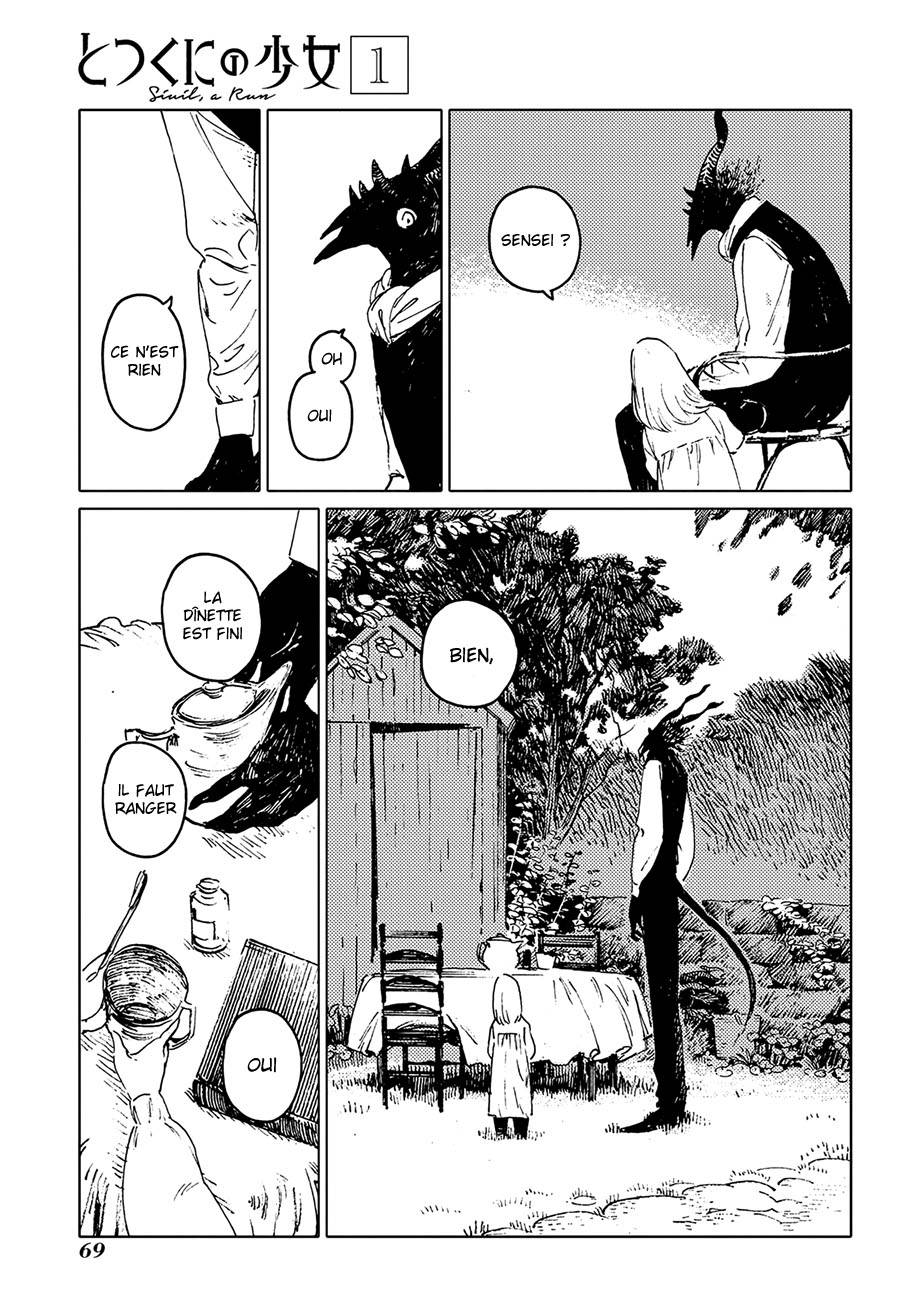 とつくにの少女 1
Siúil, a Run
SENSEI ?
OH
OUI
CE N'EST
RIEN
BIEN,
LA
DÎNETTE
EST FINI
IL FAUT
RANGER
OUI
69